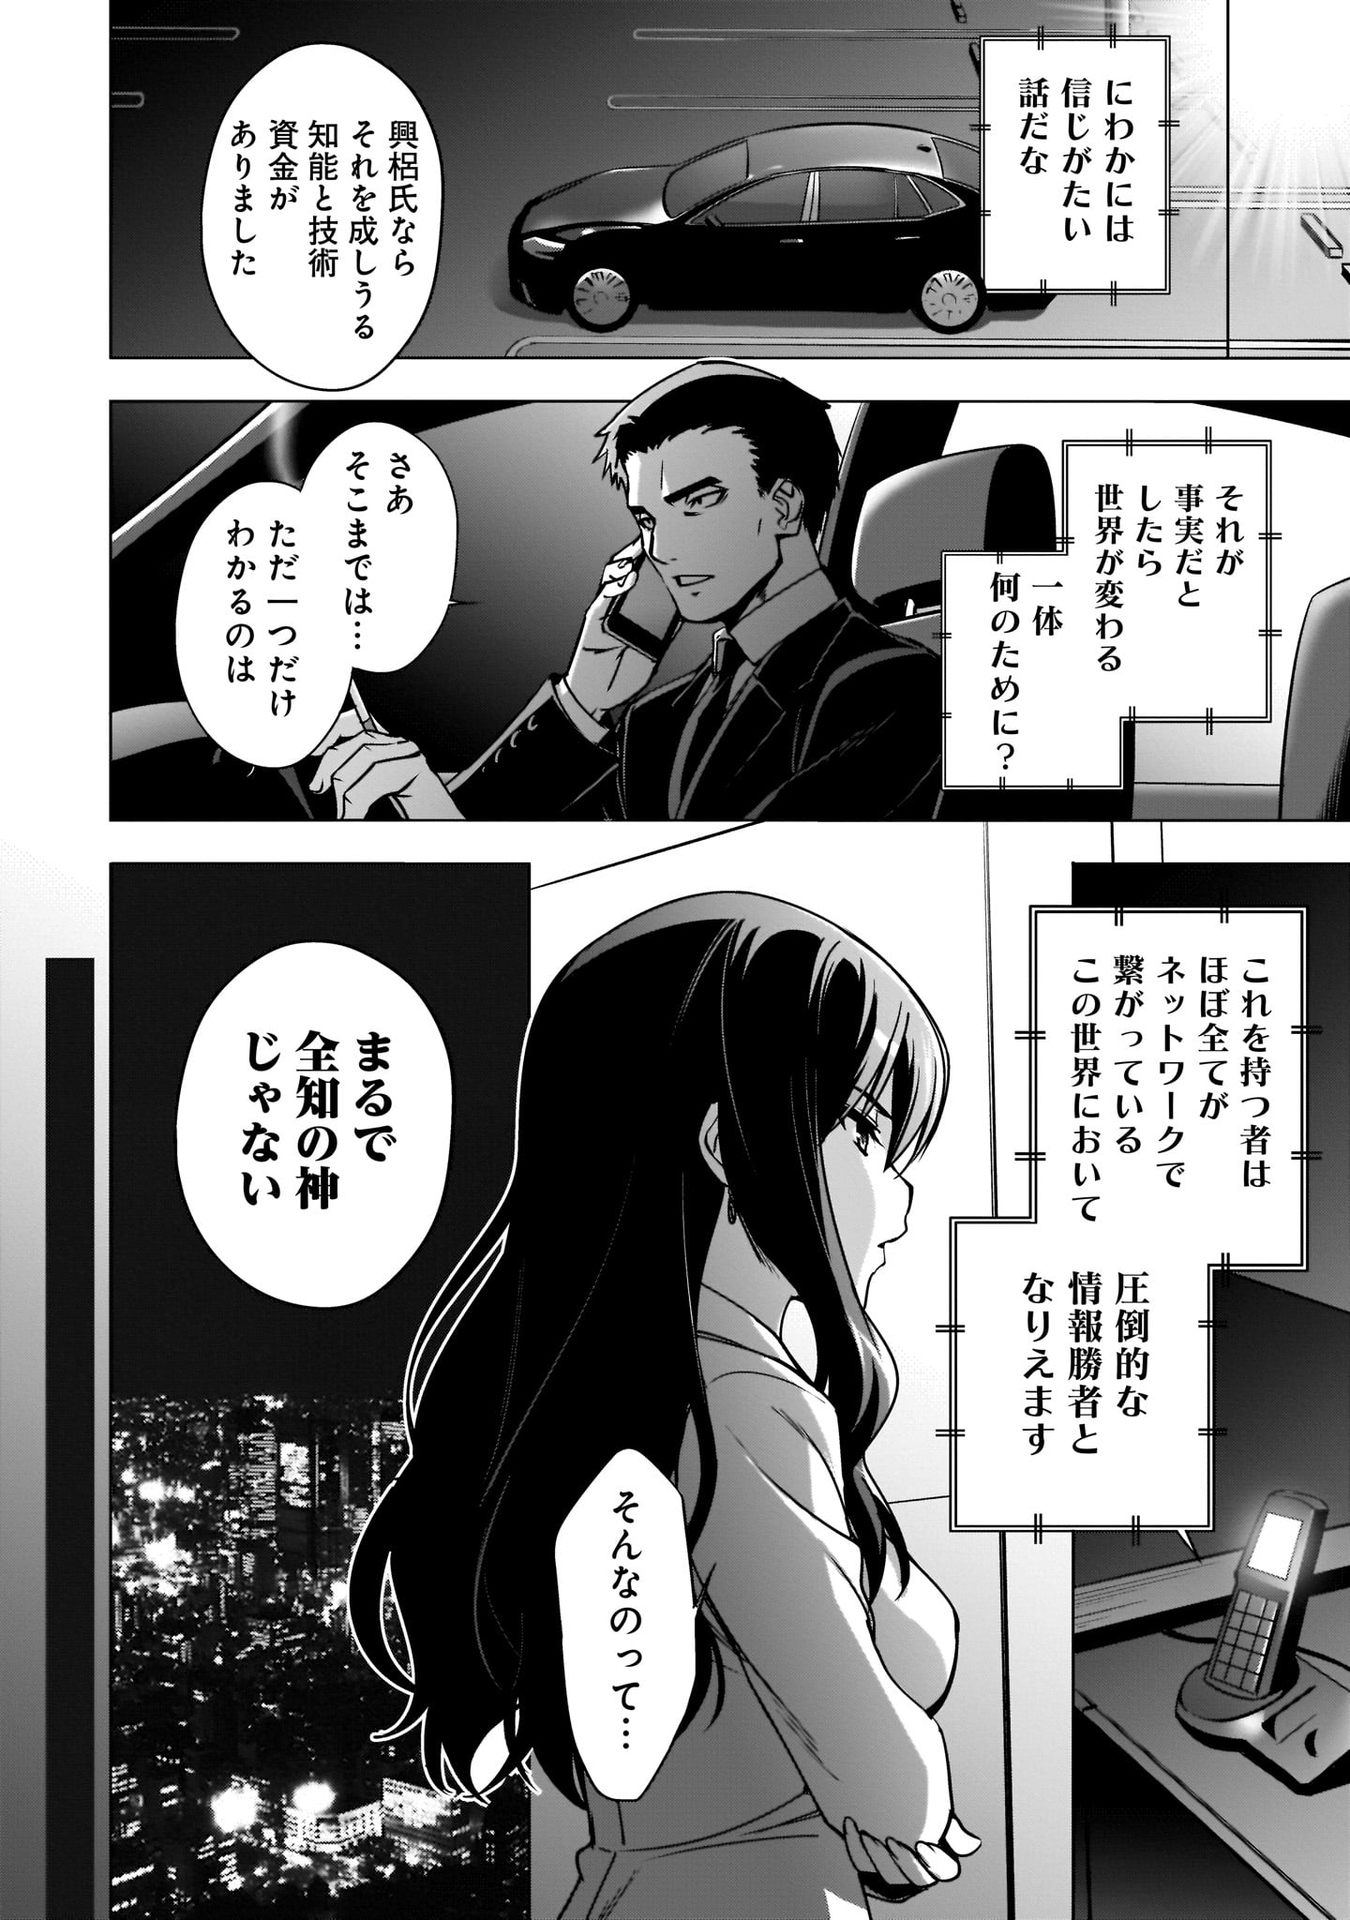 にわかには
信じがたい
話だな
興梠氏なら
それを成しうる
知能と技術
資金が
ありました
それが
事実だと
したら
世界が変わる
一体
何のために？
さあ
そこまでは…
ただ一つだけ
わかるのは
これを持つ者は
ほぼ全てが
ネットワークで
繋がっている
この世界において
圧倒的な
情報勝者と
なりえます
そんなのって…
まるで
全知の神
じゃない